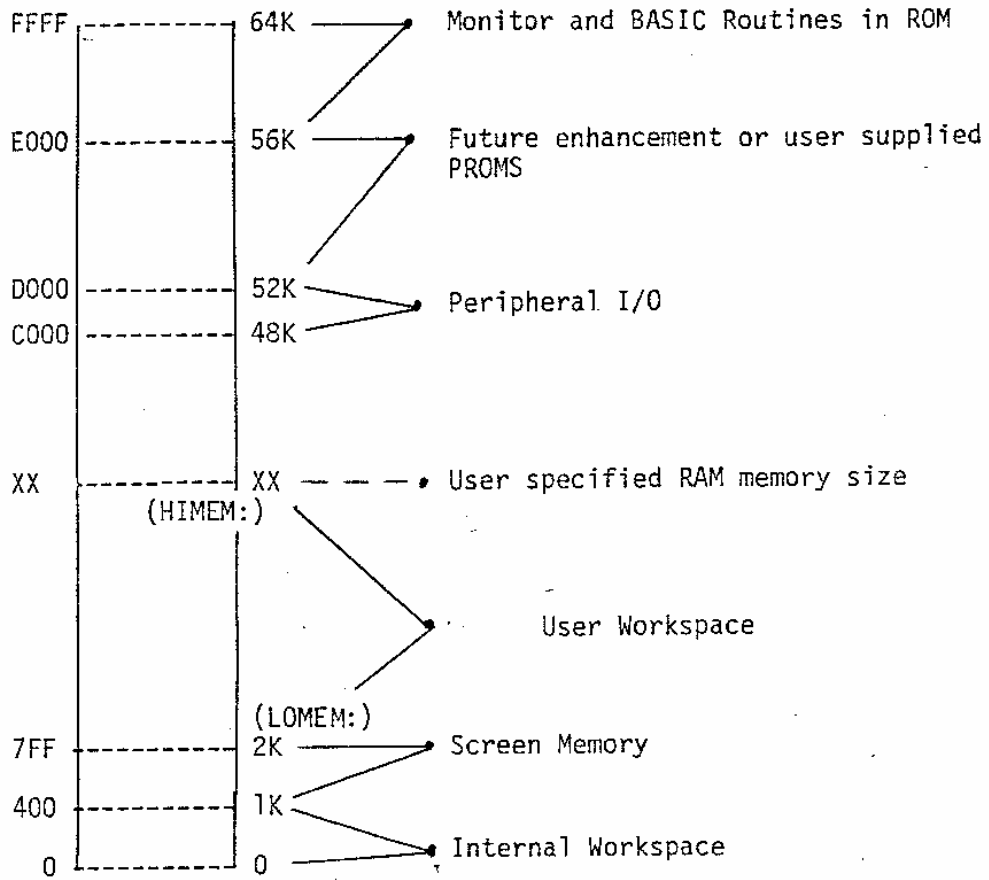 FFFF 64K Monitor and BASIC Routines in ROM
E000 56K Future enhancement or user supplied
PROMS
D000 52K
Peripheral I/O
C000 48K
XX XX User specified RAM memory size
(HIMEM:)
User Workspace
(LOMEM:)
7FF 2K Screen Memory
400 1K
Internal Workspace
0 0